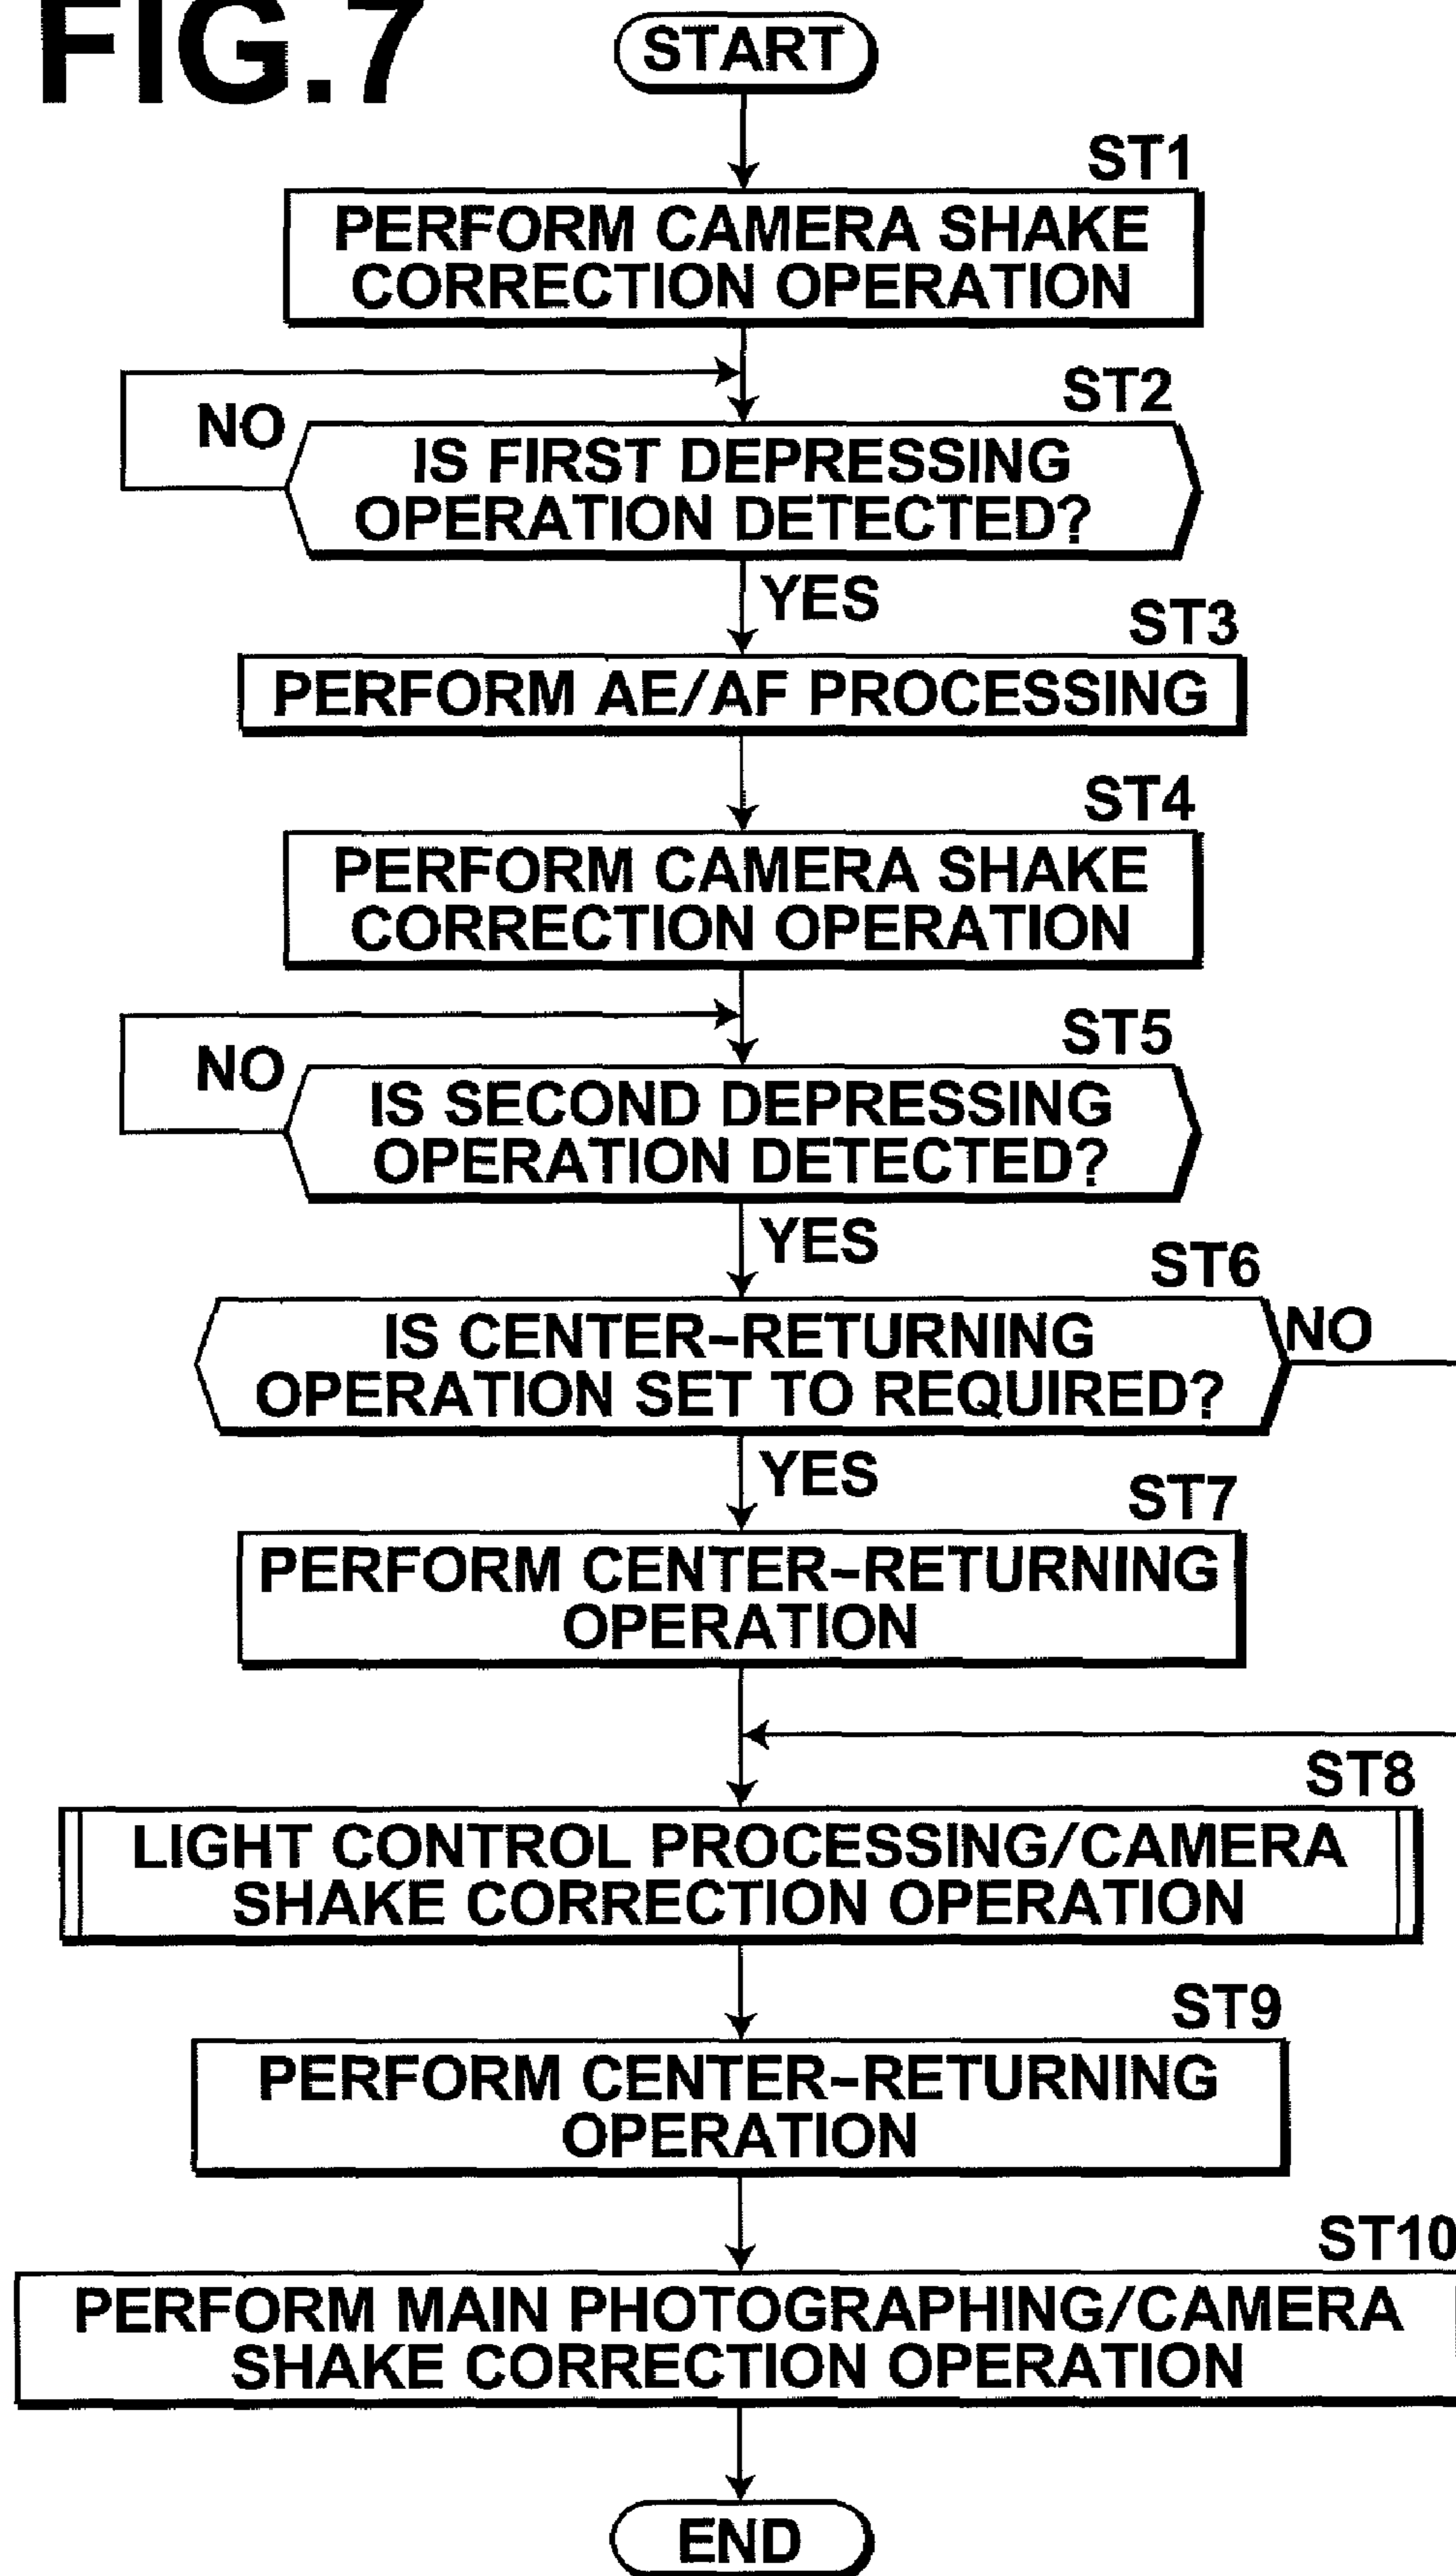 FIG.7
START
ST1
PERFORM CAMERA SHAKE
CORRECTION OPERATION
ST2
NO
IS FIRST DEPRESSING
OPERATION DETECTED?
YES
ST3
PERFORM AE/AF PROCESSING
ST4
PERFORM CAMERA SHAKE
CORRECTION OPERATION
ST5
NO
IS SECOND DEPRESSING
OPERATION DETECTED?
YES
ST6
NO
IS CENTER-RETURNING
OPERATION SET TO REQUIRED?
YES
ST7
PERFORM CENTER-RETURNING
OPERATION
ST8
LIGHT CONTROL PROCESSING/CAMERA
SHAKE CORRECTION OPERATION
ST9
PERFORM CENTER-RETURNING
OPERATION
ST10
PERFORM MAIN PHOTOGRAPHING/CAMERA
SHAKE CORRECTION OPERATION
END